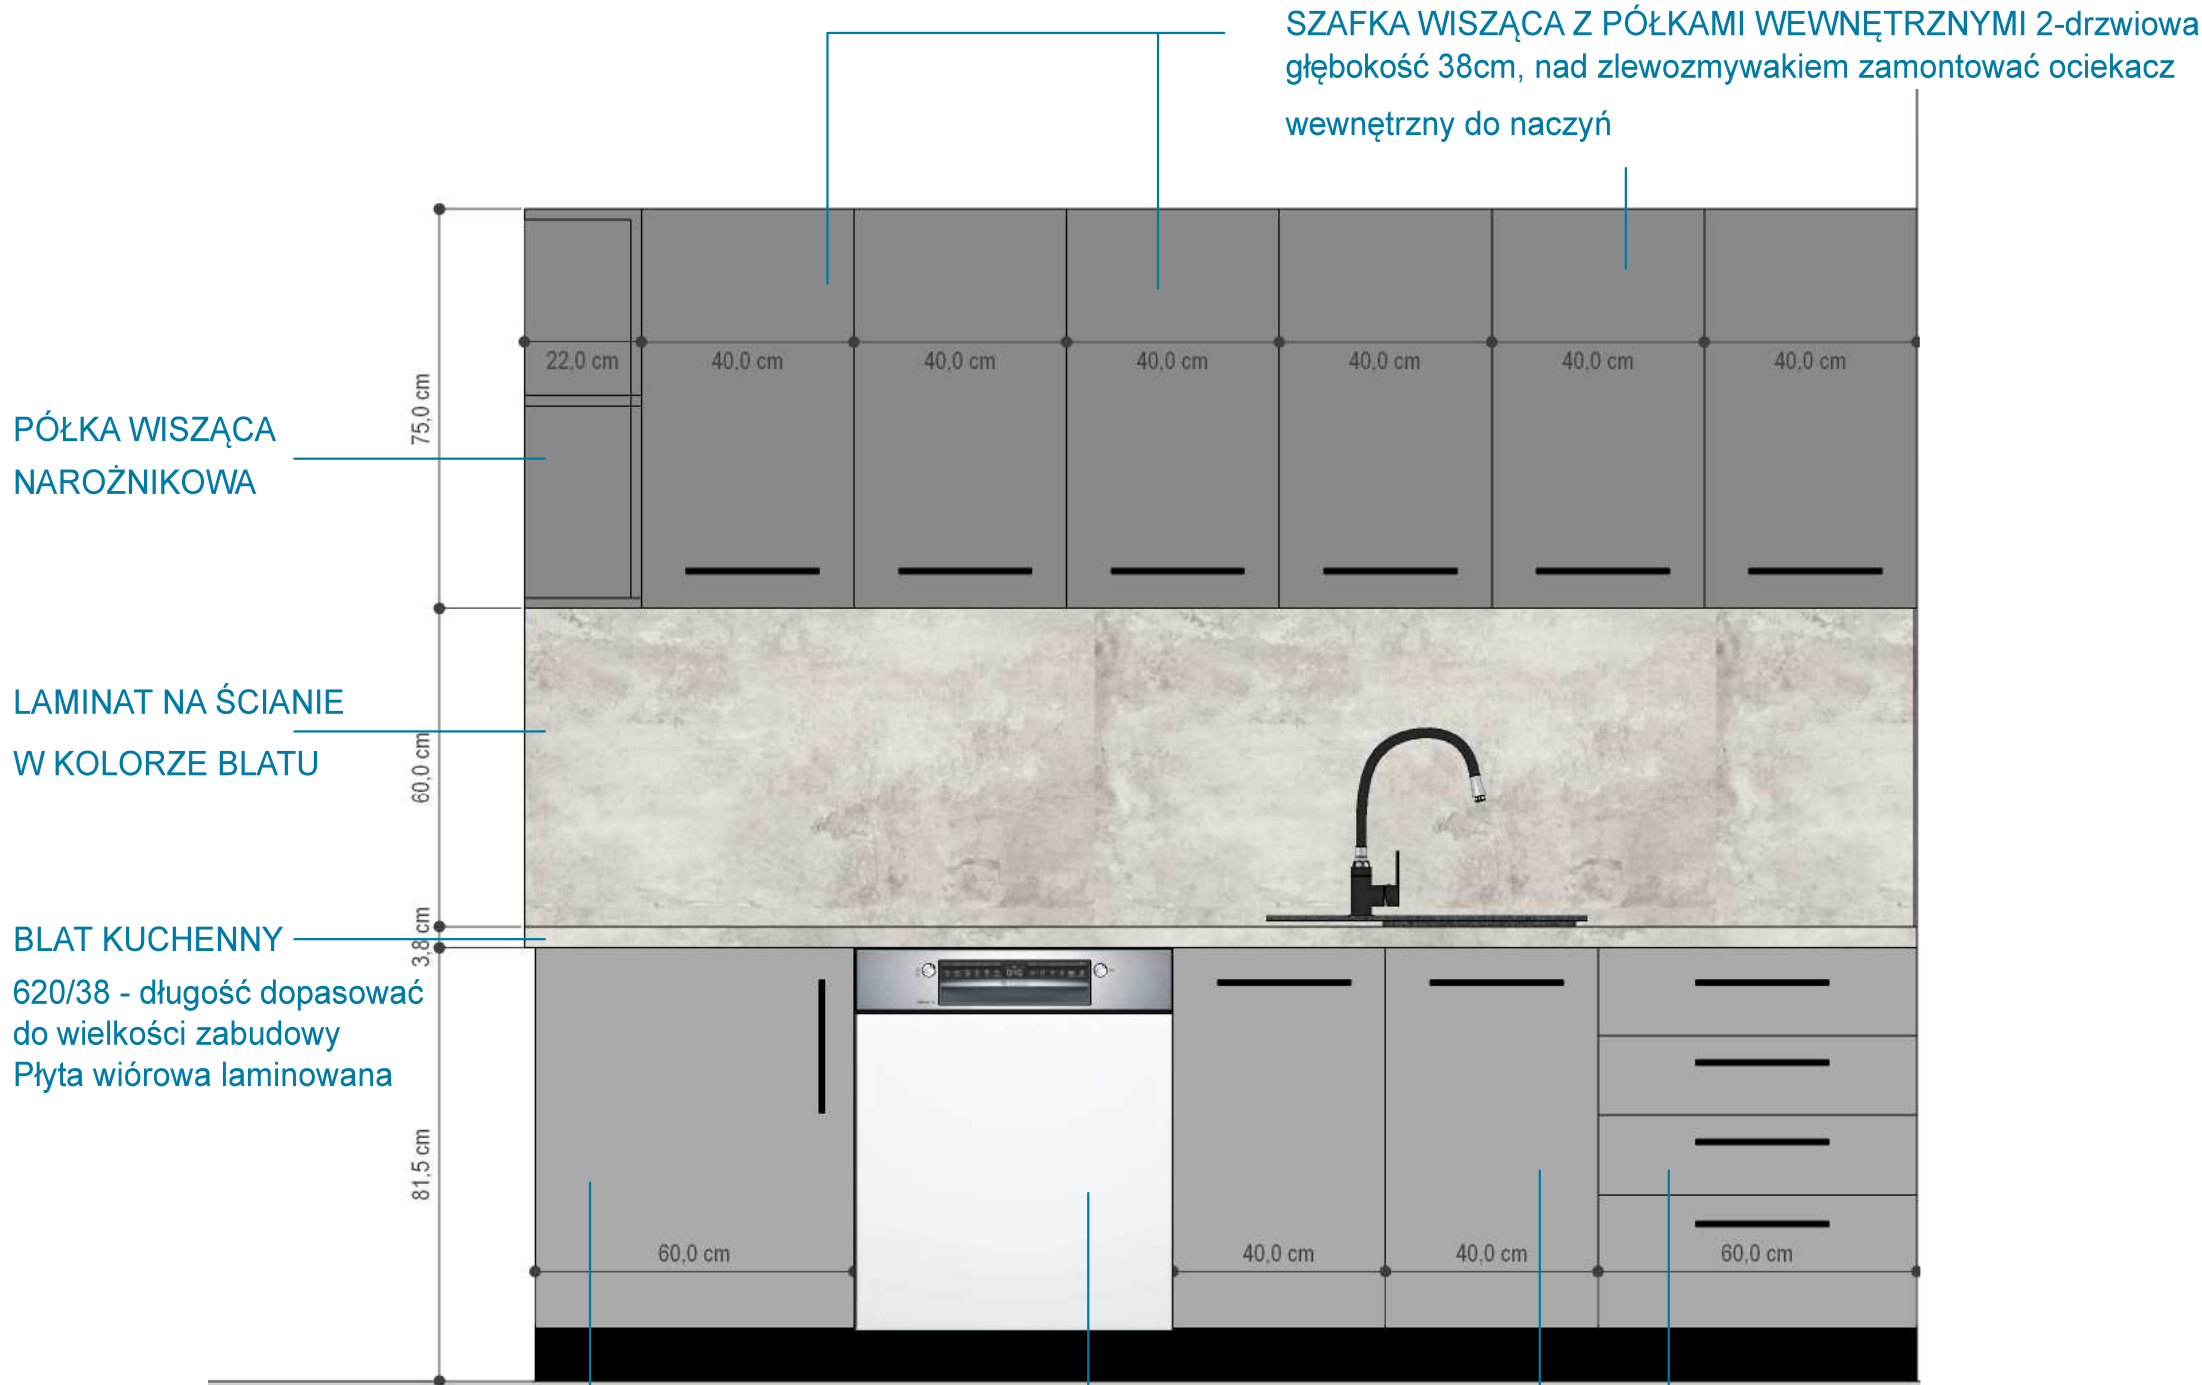 SZAFKA WISZĄCA Z PÓŁKAMI WEWNĘTRZNYMI 2-drzwiowa
głębokość 38cm, nad zlewozmywakiem zamontować ociekacz
wewnętrzny do naczyń
22,0 cm 40,0 cm 40,0 cm 40,0 cm 40,0 cm 40,0 cm 40,0 cm
75,0 cm
PÓŁKA WISZĄCA
NAROŻNIKOWA
LAMINAT NA ŚCIANIE
W KOLORZE BLATU
60,0 cm
3,8 cm
BLAT KUCHENNY
620/38 - długość dopasować
do wielkości zabudowy
Płyta wiórowa laminowana
81,5 cm
60,0 cm 40,0 cm 40,0 cm 60,0 cm